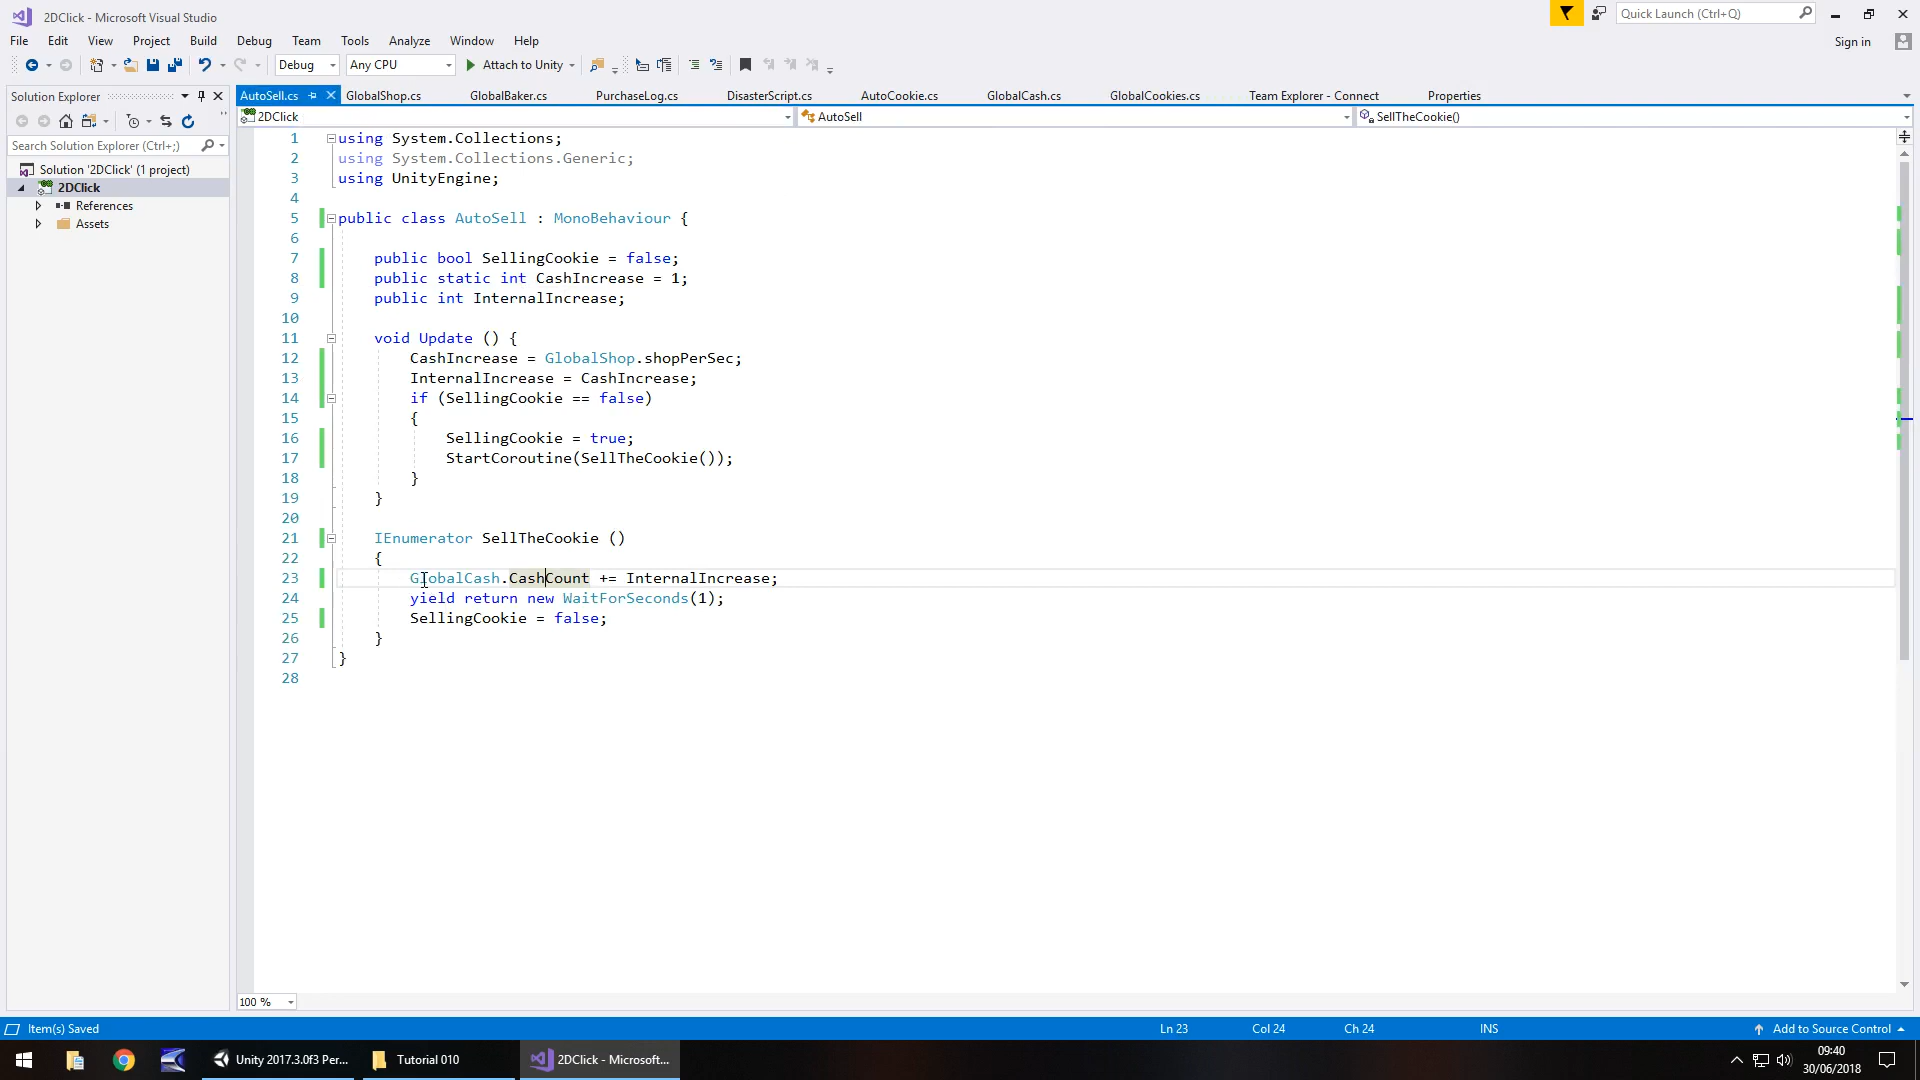 2DClick - Microsoft Visual Studio
Quick Launch (Ctrl+Q)
File Edit View Project Build Debug Team Tools Analyze Window Help
Sign in
Debug Any CPU Attach to Unity
Solution Explorer
AutoSell.cs GlobalShop.cs GlobalBaker.cs PurchaseLog.cs DisasterScript.cs AutoCookie.cs GlobalCash.cs GlobalCookies.cs Team Explorer - Connect Properties
2DClick AutoSell SellTheCookie()
Search Solution Explorer (Ctrl+;)
Solution '2DClick' (1 project)
2DClick
References
Assets
1 using System.Collections;
2 using System.Collections.Generic;
3 using UnityEngine;
4
5 public class AutoSell : MonoBehaviour {
6
7 public bool SellingCookie = false;
8 public static int CashIncrease = 1;
9 public int InternalIncrease;
10
11 void Update () {
12 CashIncrease = GlobalShop.shopPerSec;
13 InternalIncrease = CashIncrease;
14 if (SellingCookie == false)
15 {
16 SellingCookie = true;
17 StartCoroutine(SellTheCookie());
18 }
19 }
20
21 IEnumerator SellTheCookie ()
22 {
23 GlobalCash.CashCount += InternalIncrease;
24 yield return new WaitForSeconds(1);
25 SellingCookie = false;
26 }
27 }
28
100 %
Item(s) Saved Ln 23 Col 24 Ch 24 INS Add to Source Control
Unity 2017.3.0f3 Per... Tutorial 010 2DClick - Microsoft...
09:40
30/06/2018